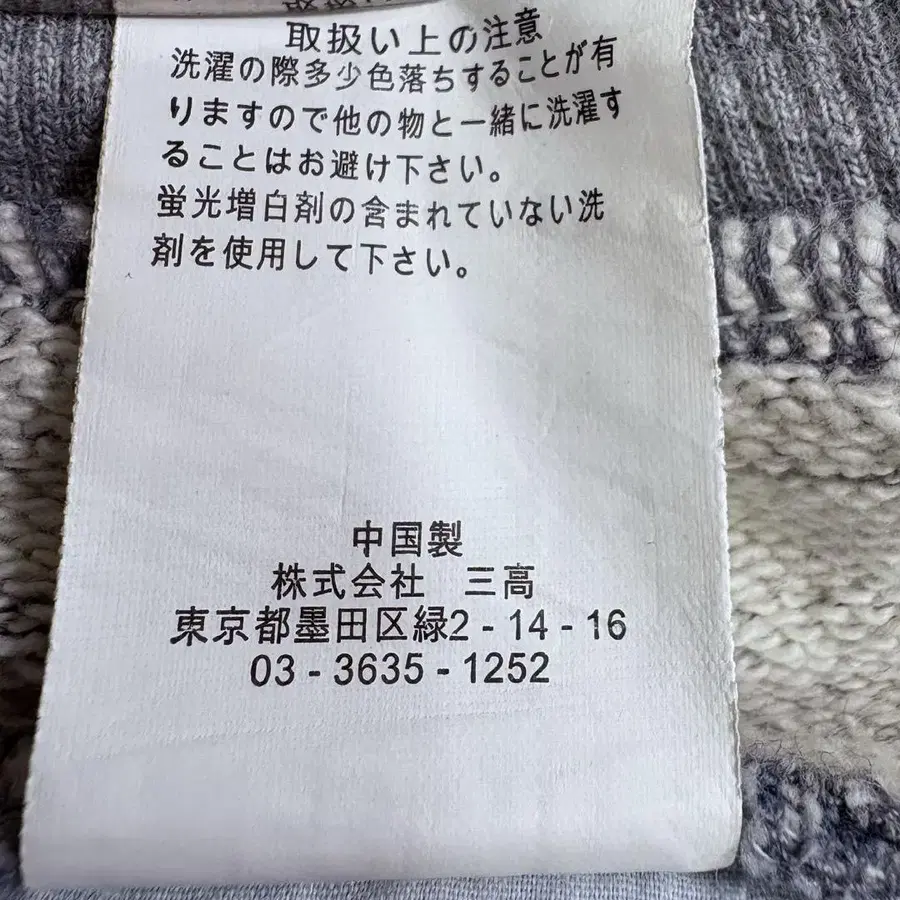 取扱い上の注意
洗濯の際多少色落ちすることが有
りますので他の物と一緒に洗濯す
ることはお避け下さい。
蛍光増白剤の含まれていない洗
剤を使用して下さい。
中国製
株式会社　三高
東京都墨田区緑2 - 14 - 16
03 - 3635 - 1252